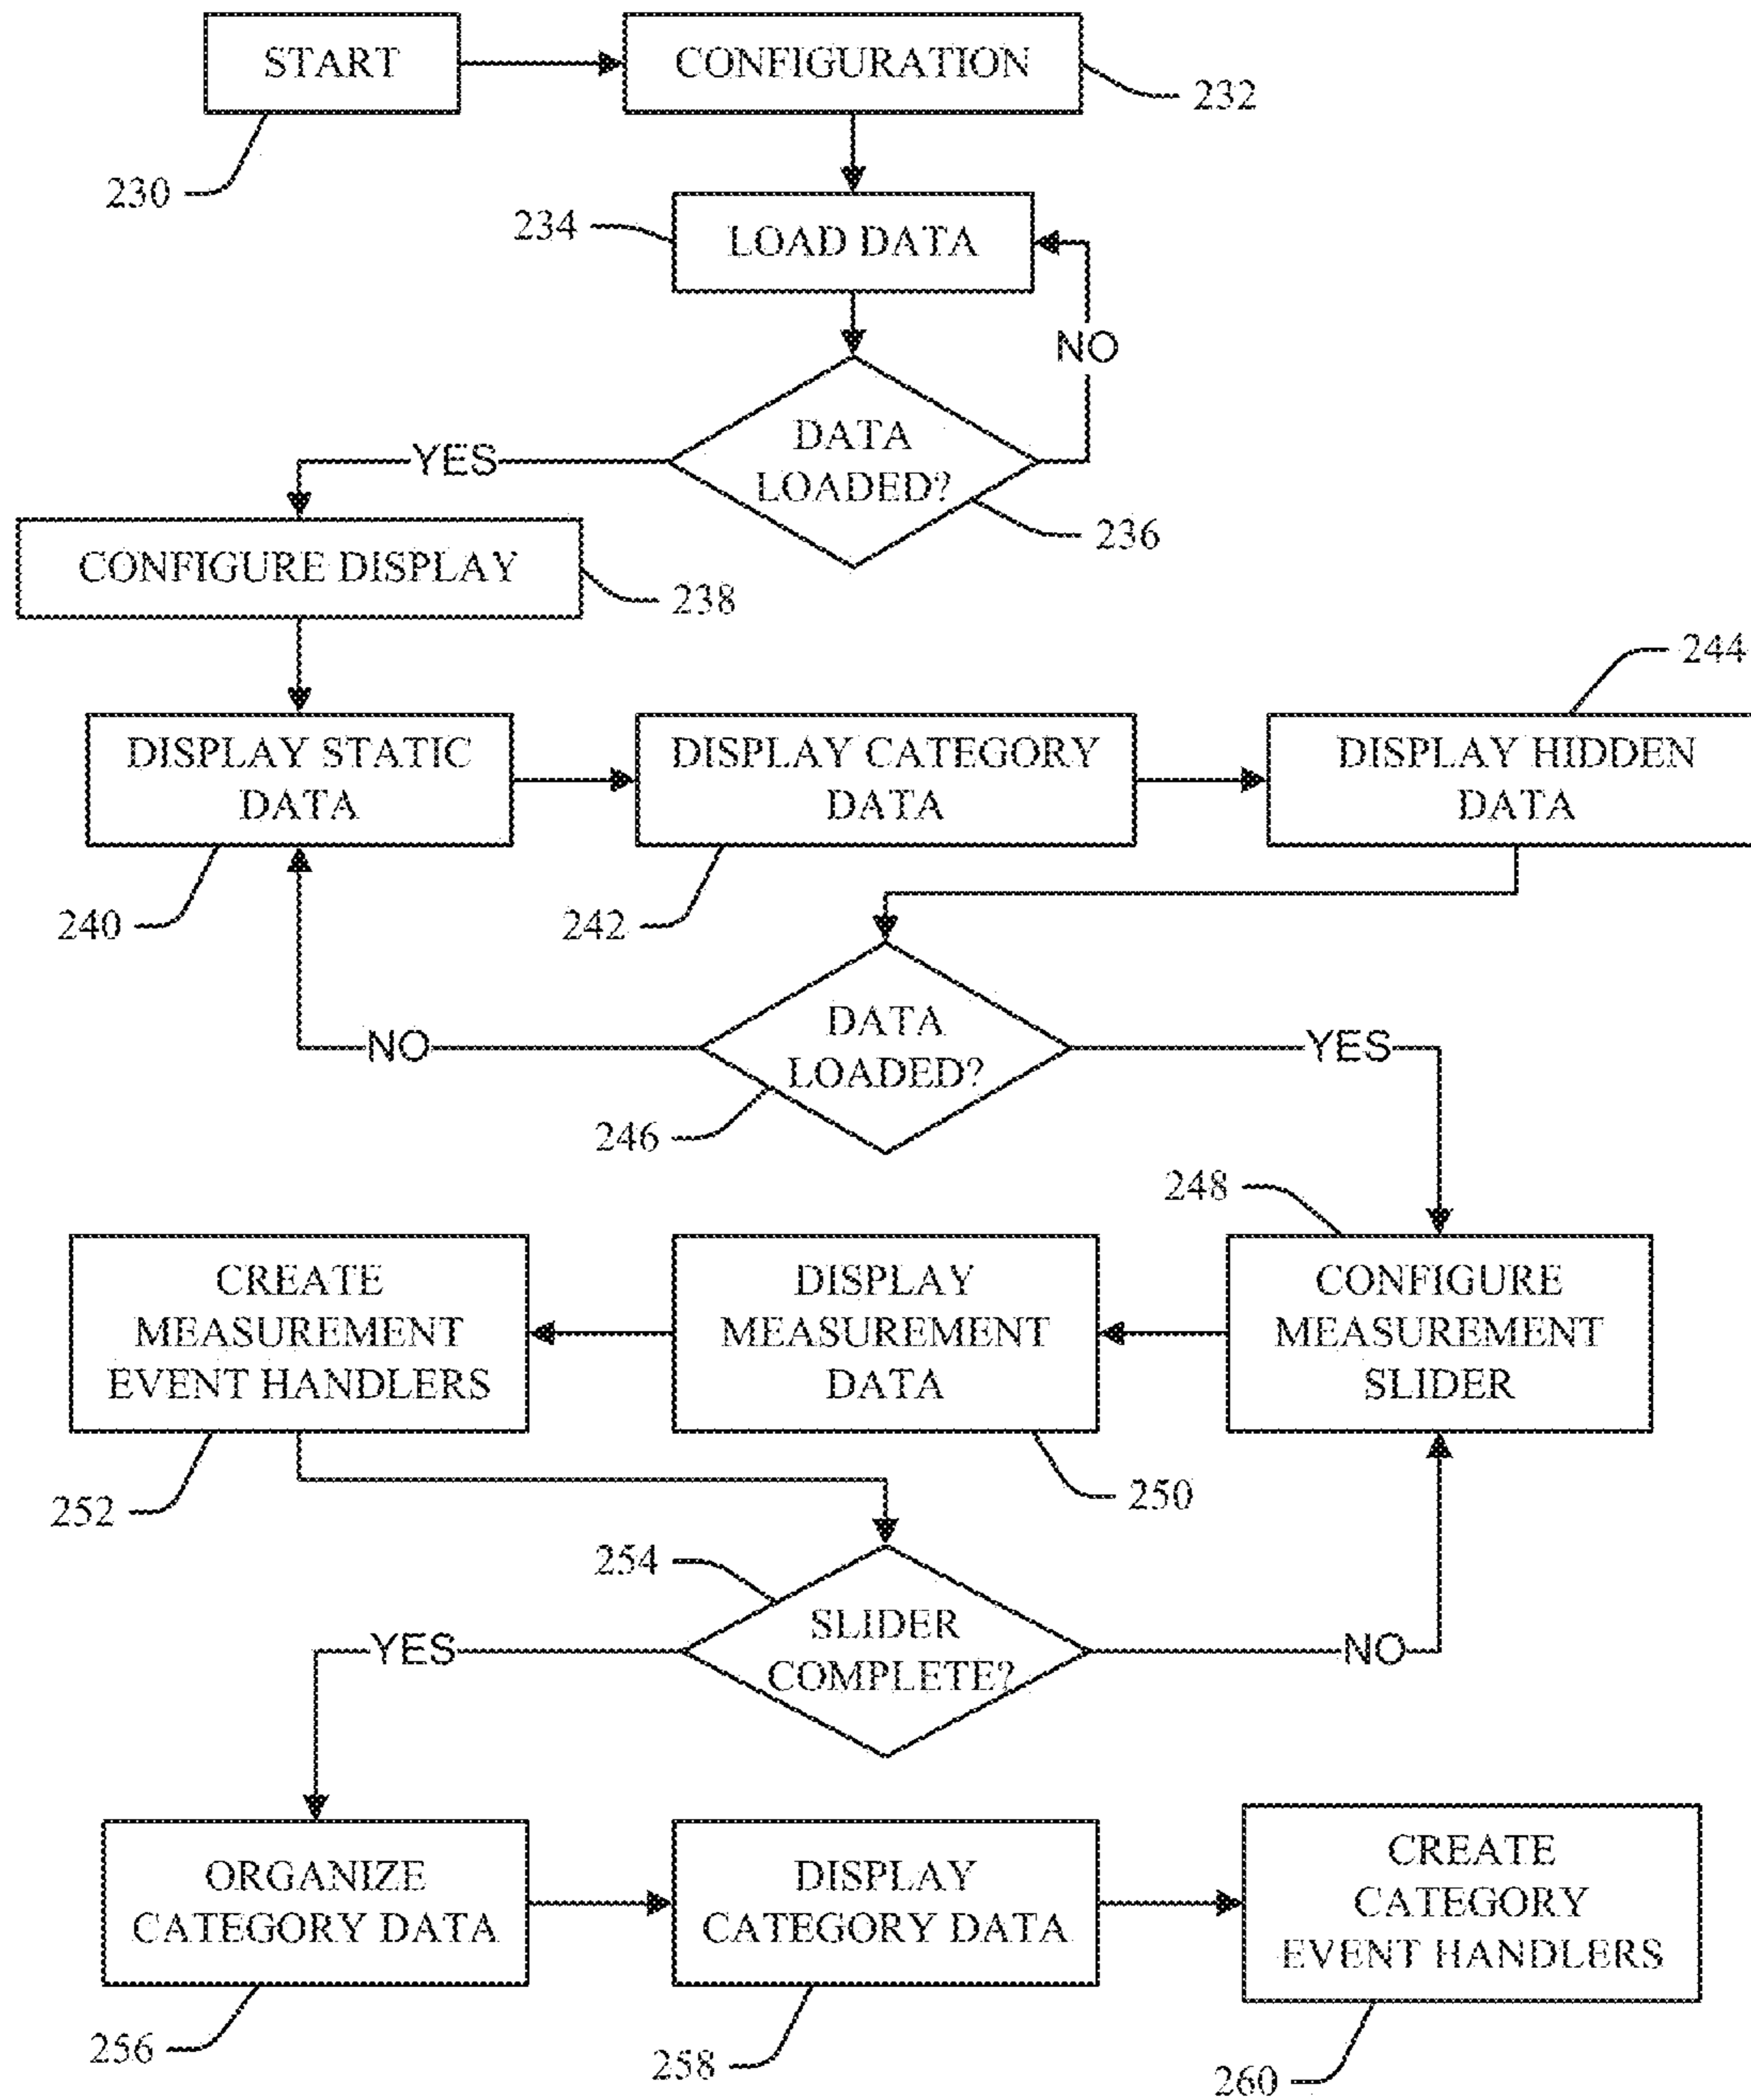 START
CONFIGURATION
232
230
234
LOAD DATA
NO
DATA
LOADED?
YES
236
CONFIGURE DISPLAY
238
244
DISPLAY STATIC
DATA
DISPLAY CATEGORY
DATA
DISPLAY HIDDEN
DATA
240
242
DATA
LOADED?
NO
YES
246
248
CREATE
MEASUREMENT
EVENT HANDLERS
DISPLAY
MEASUREMENT
DATA
CONFIGURE
MEASUREMENT
SLIDER
252
250
254
SLIDER
COMPLETE?
YES
NO
ORGANIZE
CATEGORY DATA
DISPLAY
CATEGORY DATA
CREATE
CATEGORY
EVENT HANDLERS
256
258
260